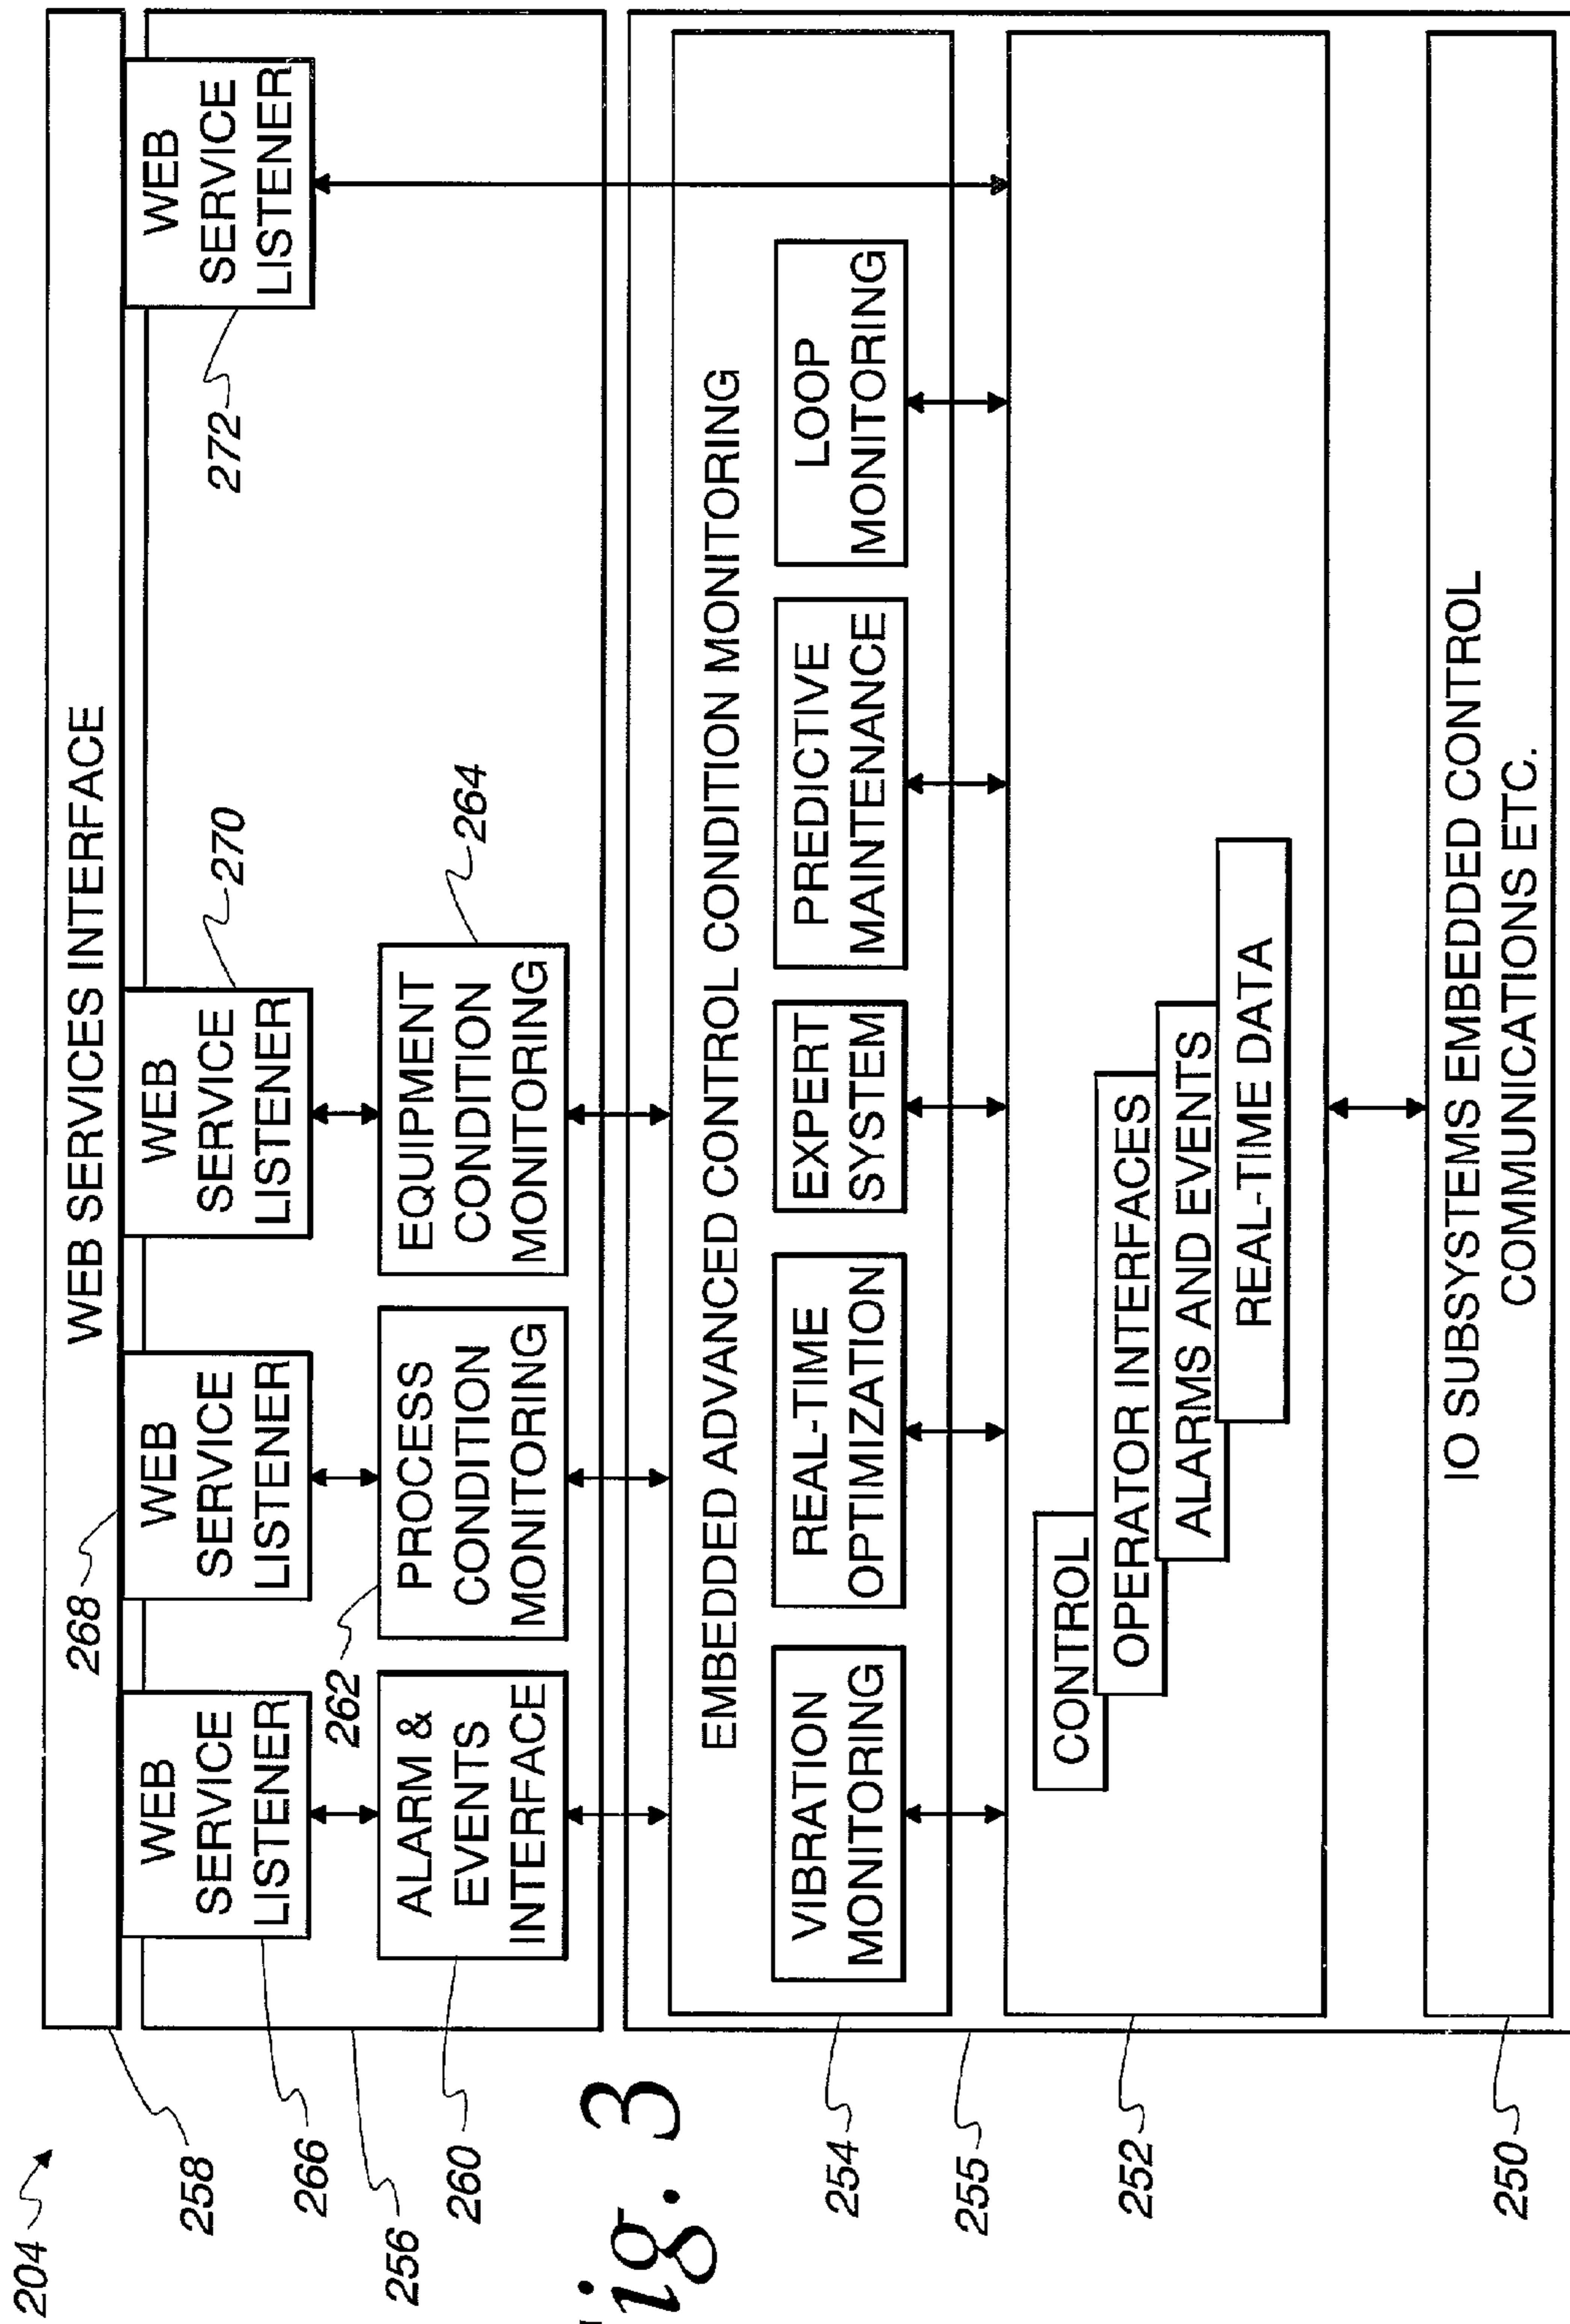 204
WEB SERVICES INTERFACE
258
268
WEB
SERVICE
LISTENER
266
WEB
SERVICE
LISTENER
WEB
SERVICE
LISTENER
270
WEB
SERVICE
LISTENER
272
256
ALARM &
EVENTS
INTERFACE
260
262
PROCESS
CONDITION
MONITORING
EQUIPMENT
CONDITION
MONITORING
264
ig. 3
EMBEDDED ADVANCED CONTROL CONDITION MONITORING
VIBRATION
MONITORING
REAL-TIME
OPTIMIZATION
EXPERT
SYSTEM
PREDICTIVE
MAINTENANCE
LOOP
MONITORING
254
255
CONTROL
OPERATOR INTERFACES
ALARMS AND EVENTS
REAL-TIME DATA
252
IO SUBSYSTEMS EMBEDDED CONTROL
COMMUNICATIONS ETC.
250